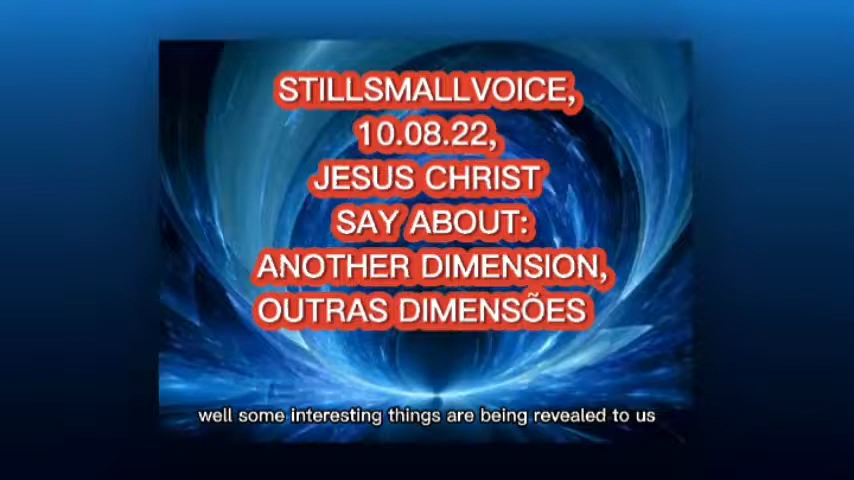 STILLSMALLVOICE,
10.08.22,
JESUS CHRIST
SAY ABOUT:
ANOTHER DIMENSION,
OUTRAS DIMENSÕES
well some interesting things are being revealed to us